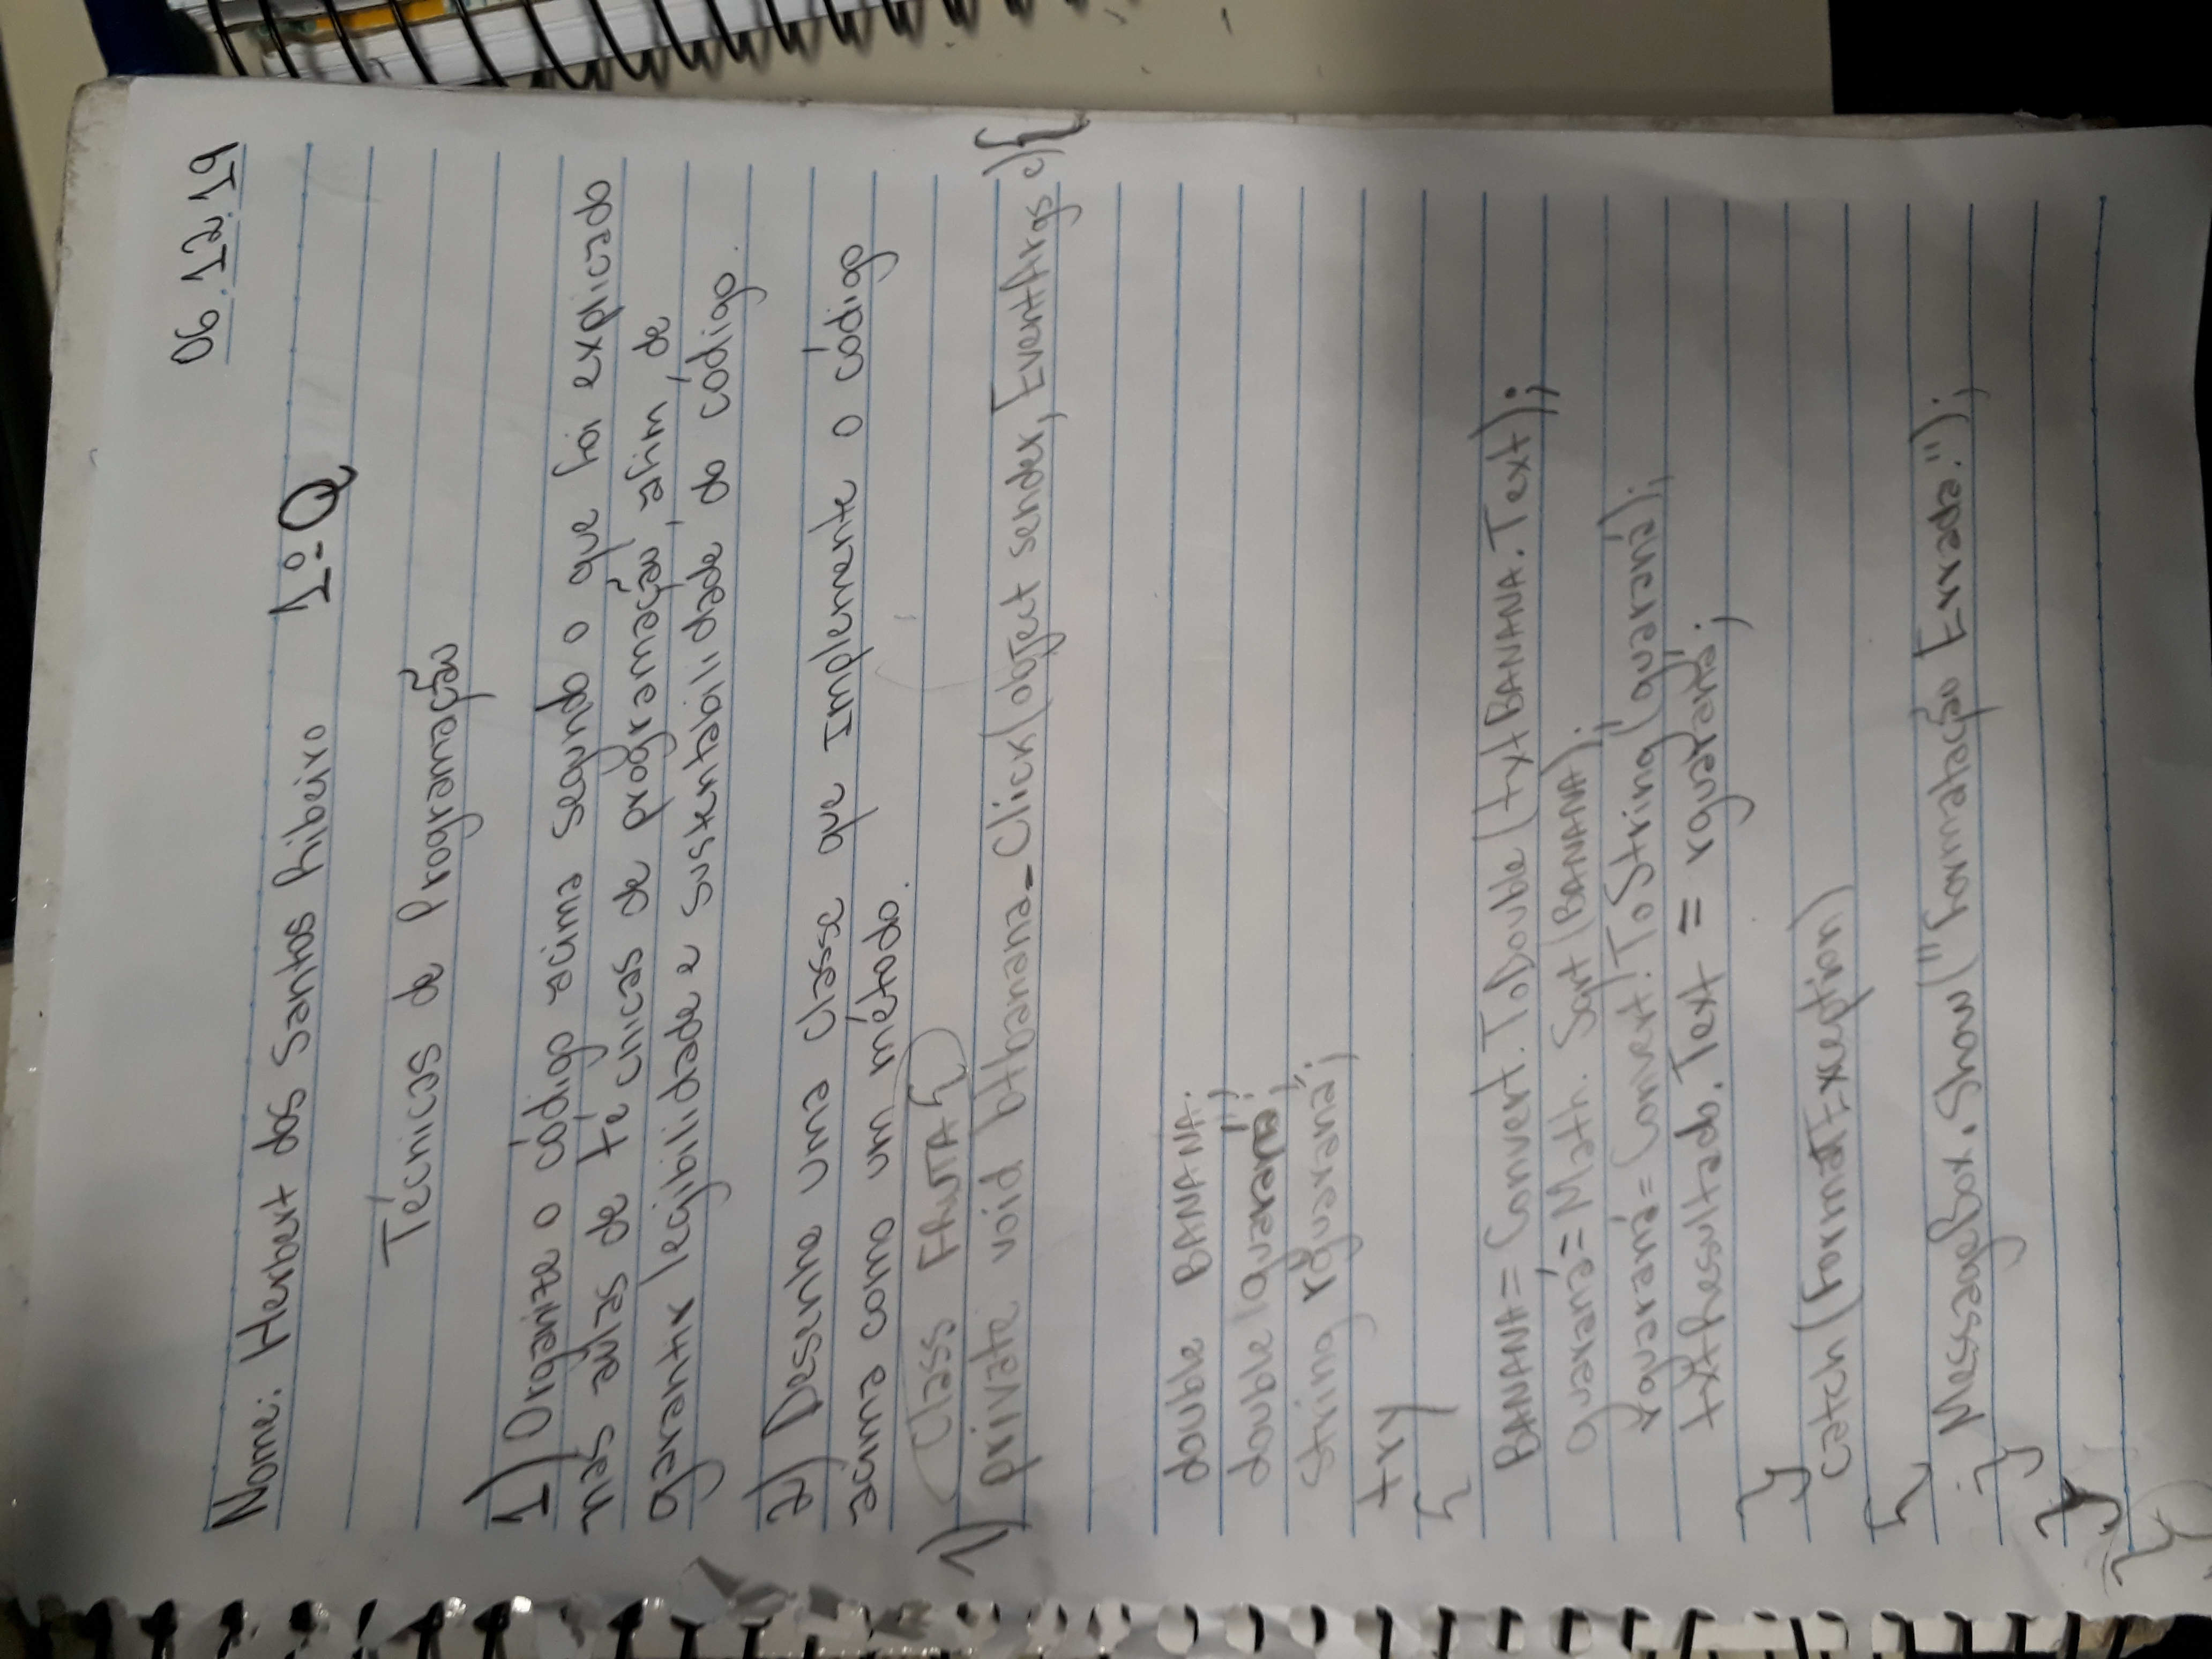 06.12.19
Nome: Herbert dos Santos Ribeiro 1º Q
Técnicas de Programação
1) Organize o código acima segundo o que foi explicado
nas aulas de técnicas de programação, afim, de
garantir legibilidade e sustentabilidade do código.
2) Desenhe uma classe que Implemente o código
acima como um método.
Class FRUTA {
1) private void btbanana_Click(object sender, EventArgs e){
double BANANA;
double guaraná;
string rguaraná;
try
{
BANANA = Convert.ToDouble(txtBANANA.Text);
guaraná = Math.Sqrt(BANANA);
rguaraná = Convert.ToString(guaraná);
txtResultado.Text = rguaraná;
}
catch(FormatException)
{
MessageBox.Show("Formatação Errada.");
}
}
}